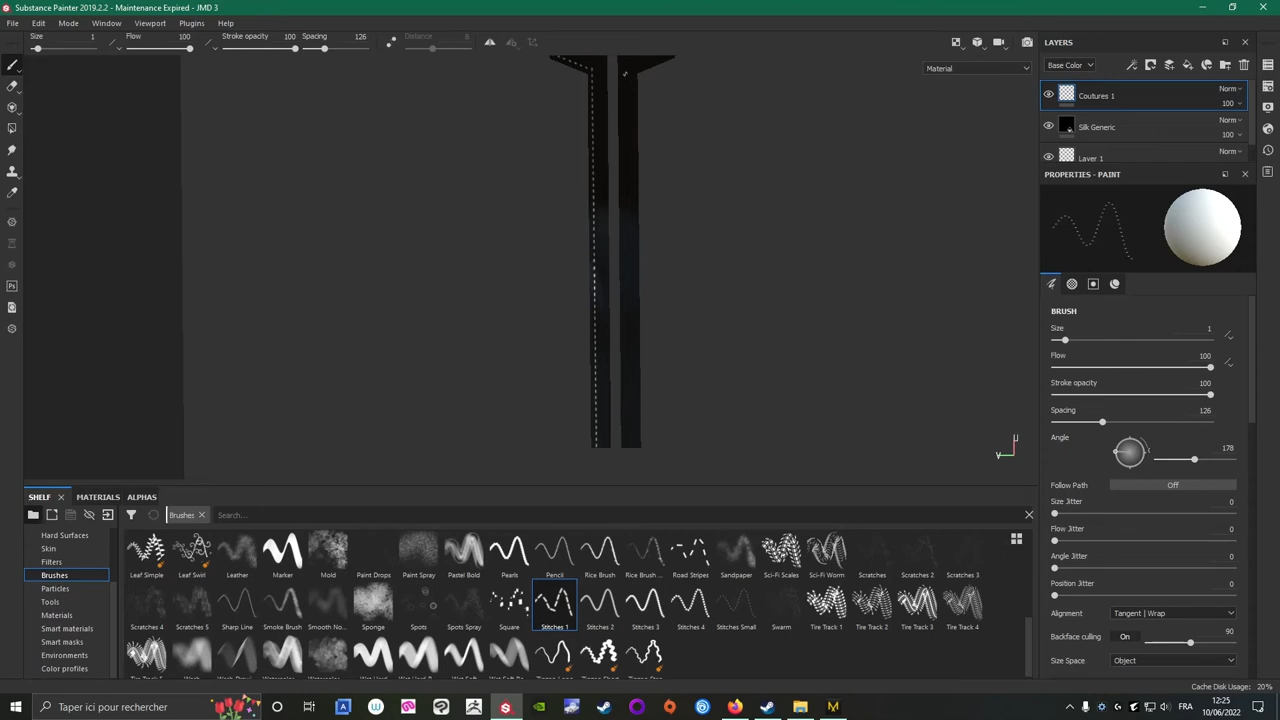 Substance Painter 2019.2.2 - Maintenance Expired - JMD 3
File Edit Mode Window Viewport Plugins Help
Size 1 Flow 100 Stroke opacity 100 Spacing 126 Distance 8
Material
LAYERS
Base Color
Coutures 1 Norm 100
Silk Generic Norm 100
Layer 1 Norm
PROPERTIES - PAINT
BRUSH
Size 1
Flow 100
Stroke opacity 100
Spacing 126
Angle 178
Follow Path Off
Size Jitter 0
Flow Jitter 0
Angle Jitter 0
Position Jitter 0
Alignment Tangent | Wrap
Backface culling On 90
Size Space Object
SHELF MATERIALS ALPHAS
Brushes Search...
Hard Surfaces
Skin
Filters
Brushes
Particles
Tools
Materials
Smart materials
Smart masks
Environments
Color profiles
Leaf Simple Leaf Swirl Leather Marker Mold Paint Drops Paint Spray Pastel Bold Pearls Pencil Rice Brush Rice Brush ... Road Stripes Sandpaper Sci-Fi Scales Sci-Fi Worm Scratches Scratches 2 Scratches 3
Scratches 4 Scratches 5 Sharp Line Smoke Brush Smooth No... Sponge Spots Spots Spray Square Stitches 1 Stitches 2 Stitches 3 Stitches 4 Stitches Small Swarm Tire Track 1 Tire Track 2 Tire Track 3 Tire Track 4
Cache Disk Usage: 20%
Taper ici pour rechercher
FRA
12:25
10/06/2022